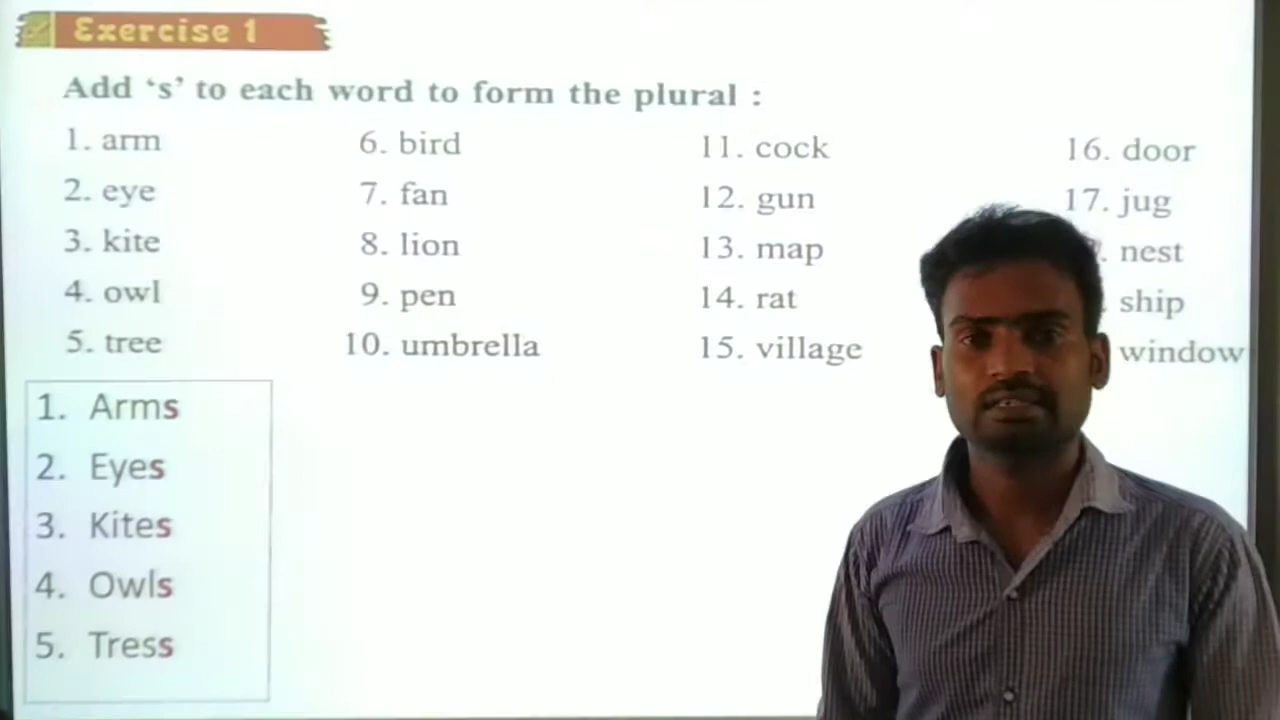 Exercise 1
Add ‘s’ to each word to form the plural :
1. arm 6. bird 11. cock 16. door
2. eye 7. fan 12. gun 17. jug
3. kite 8. lion 13. map nest
4. owl 9. pen 14. rat ship
5. tree 10. umbrella 15. village window
1. Arms
2. Eyes
3. Kites
4. Owls
5. Tress